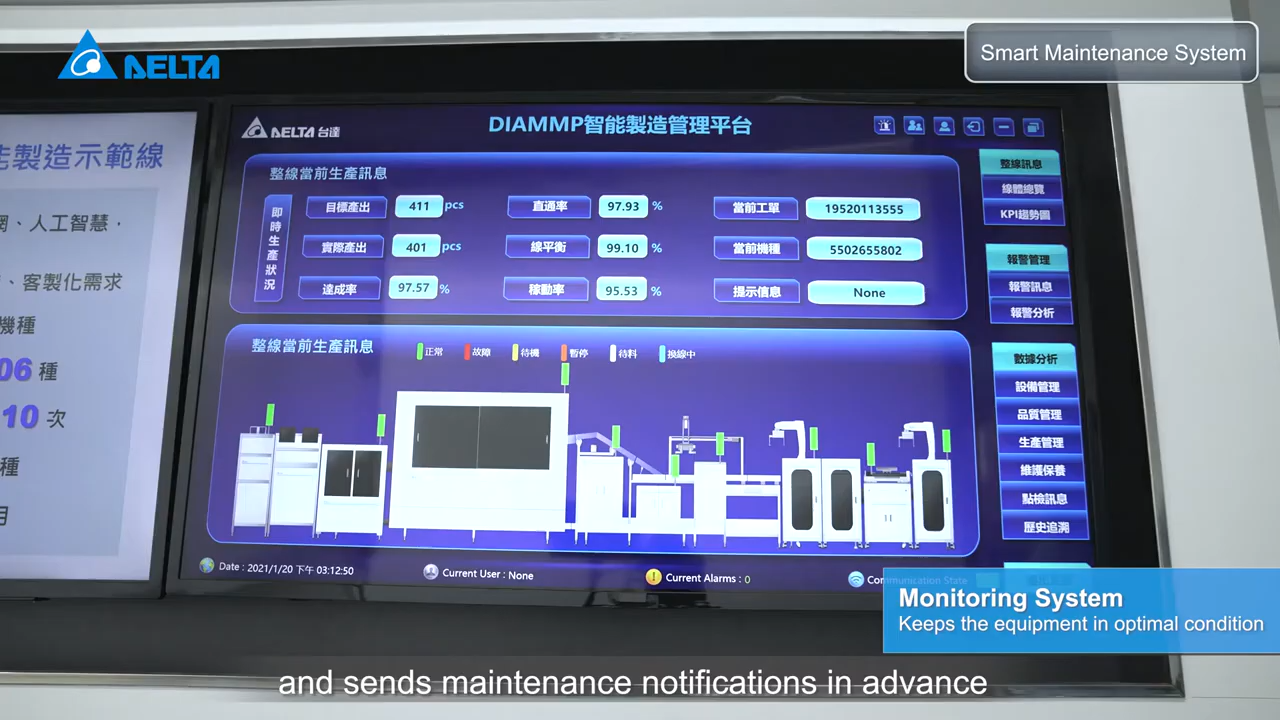 DELTA
Smart Maintenance System
能製造示範線
網、人工智慧，
、客製化需求
機種
06 種
10 次
種
月
DELTA 台達
DIAMMP智能製造管理平台
整線當前生產訊息
即時生產狀況
目標產出 411 pcs
直通率 97.93 %
當前工單 19520113555
實際產出 401 pcs
線平衡 99.10 %
當前機種 5502655802
達成率 97.57 %
稼動率 95.53 %
提示信息 None
整線當前生產訊息
正常 故障 待機 暫停 待料 換線中
整線訊息
線體總覽
KPI趨勢圖
報警管理
報警訊息
報警分析
數據分析
設備管理
品質管理
生產管理
維護保養
點檢訊息
歷史追溯
Date : 2021/1/20 下午 03:12:50
Current User : None
Current Alarms : 0
Communication State
Monitoring System
Keeps the equipment in optimal condition
and sends maintenance notifications in advance